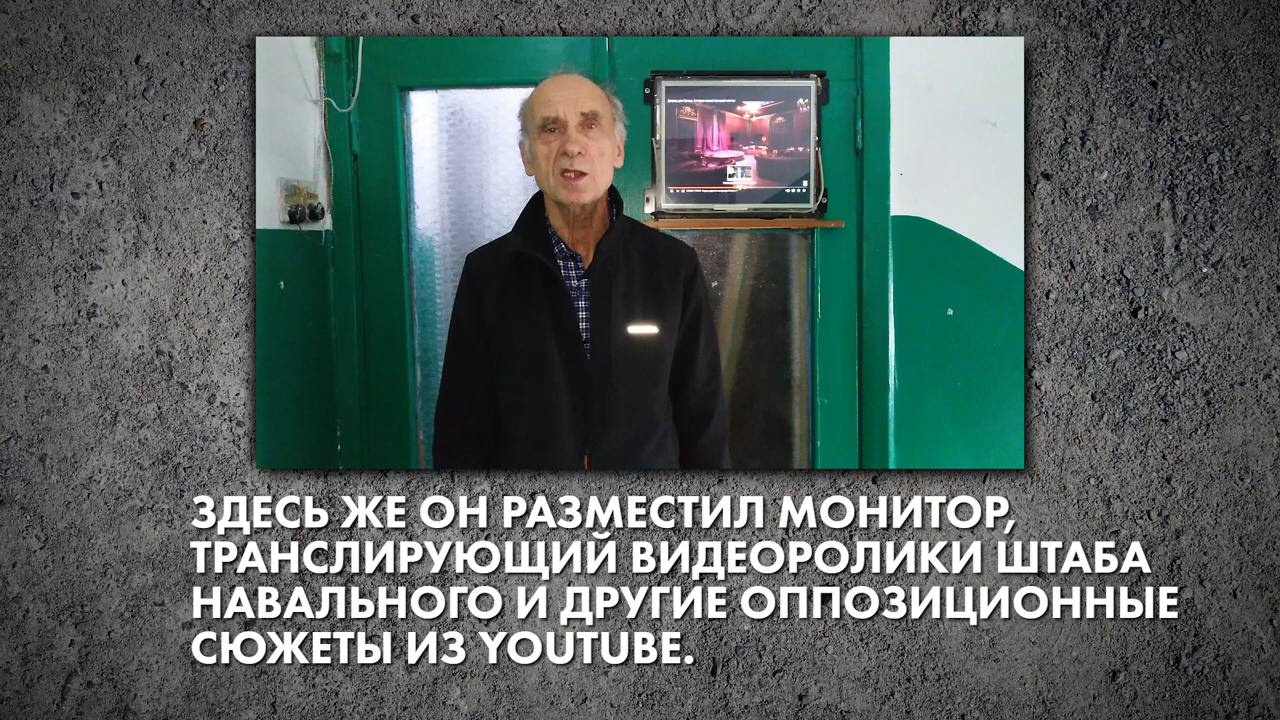 ЗДЕСЬ ЖЕ ОН РАЗМЕСТИЛ МОНИТОР,
ТРАНСЛИРУЮЩИЙ ВИДЕОРОЛИКИ ШТАБА
НАВАЛЬНОГО И ДРУГИЕ ОППОЗИЦИОННЫЕ
СЮЖЕТЫ ИЗ YOUTUBE.